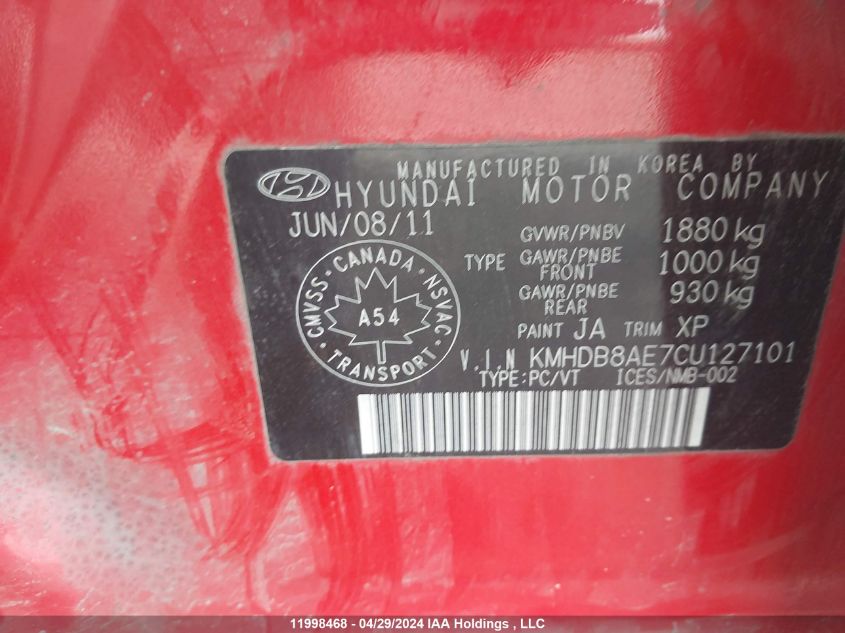 MANUFACTURED IN KOREA BY
HYUNDAI MOTOR COMPANY
JUN/08/11
GVWR/PNBV 1880 kg
TYPE GAWR/PNBE FRONT 1000 kg
GAWR/PNBE REAR 930 kg
PAINT JA TRIM XP
CMVSS · CANADA · NSVAC · TRANSPORT ·
A54
V.I.N KMHDB8AE7CU127101
TYPE:PC/VT ICES/NMB-002
11998468 - 04/29/2024 IAA Holdings , LLC